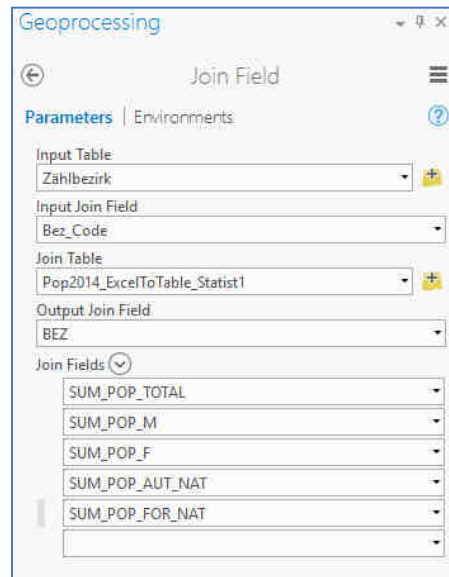 Geoprocessing
Join Field
Parameters | Environments
Input Table
Zählbezirk
Input Join Field
Bez_Code
Join Table
Pop2014_ExcelToTable_Statist1
Output Join Field
BEZ
Join Fields
SUM_POP_TOTAL
SUM_POP_M
SUM_POP_F
SUM_POP_AUT_NAT
SUM_POP_FOR_NAT